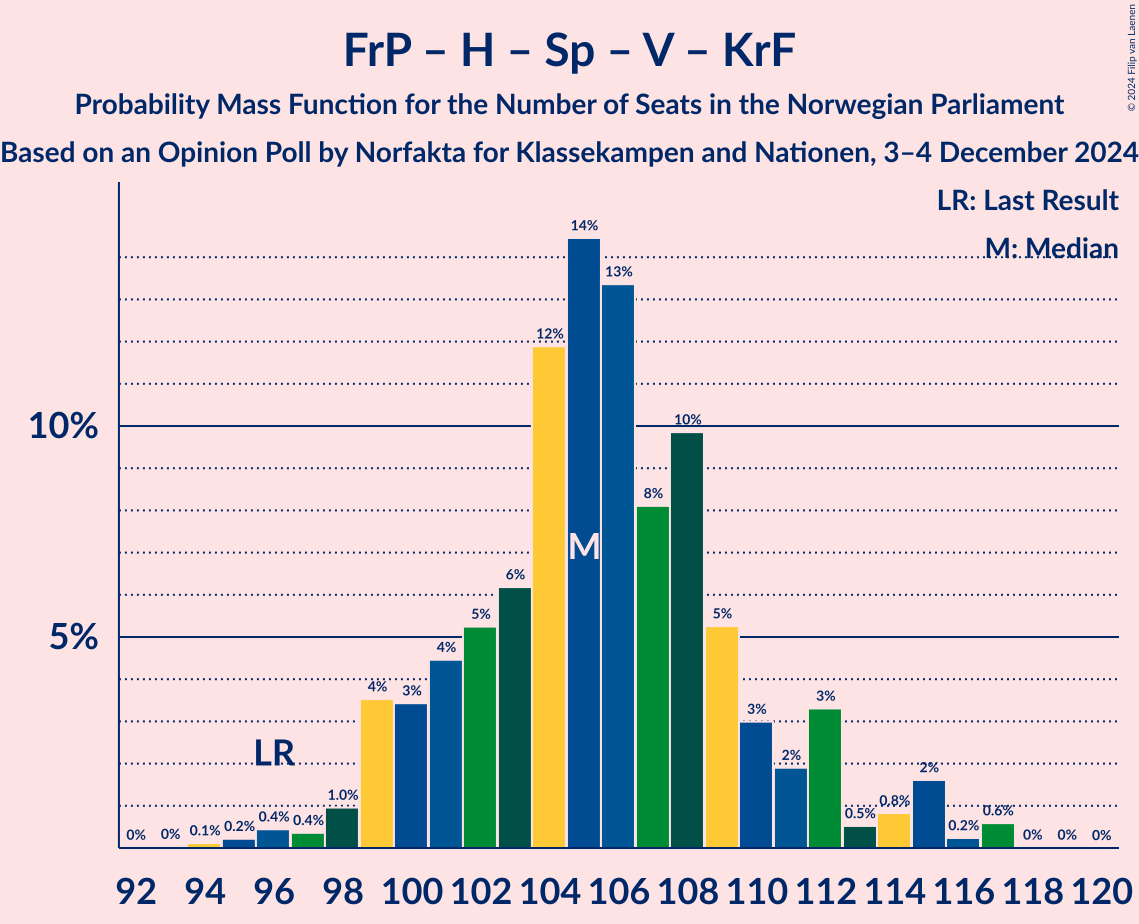 FrP – H – Sp – V – KrF
Probability Mass Function for the Number of Seats in the Norwegian Parliament
Based on an Opinion Poll by Norfakta for Klassekampen and Nationen, 3–4 December 2024
© 2024 Filip van Laenen
LR: Last Result
M: Median
10%
5%
0% 0% 0.1% 0.2% 0.4% 0.4% 1.0% 4% 3% 4% 5% 6% 12% 14% 13% 8% 10% 5% 3% 2% 3% 0.5% 0.8% 2% 0.2% 0.6% 0% 0% 0%
LR
M
92 94 96 98 100 102 104 106 108 110 112 114 116 118 120